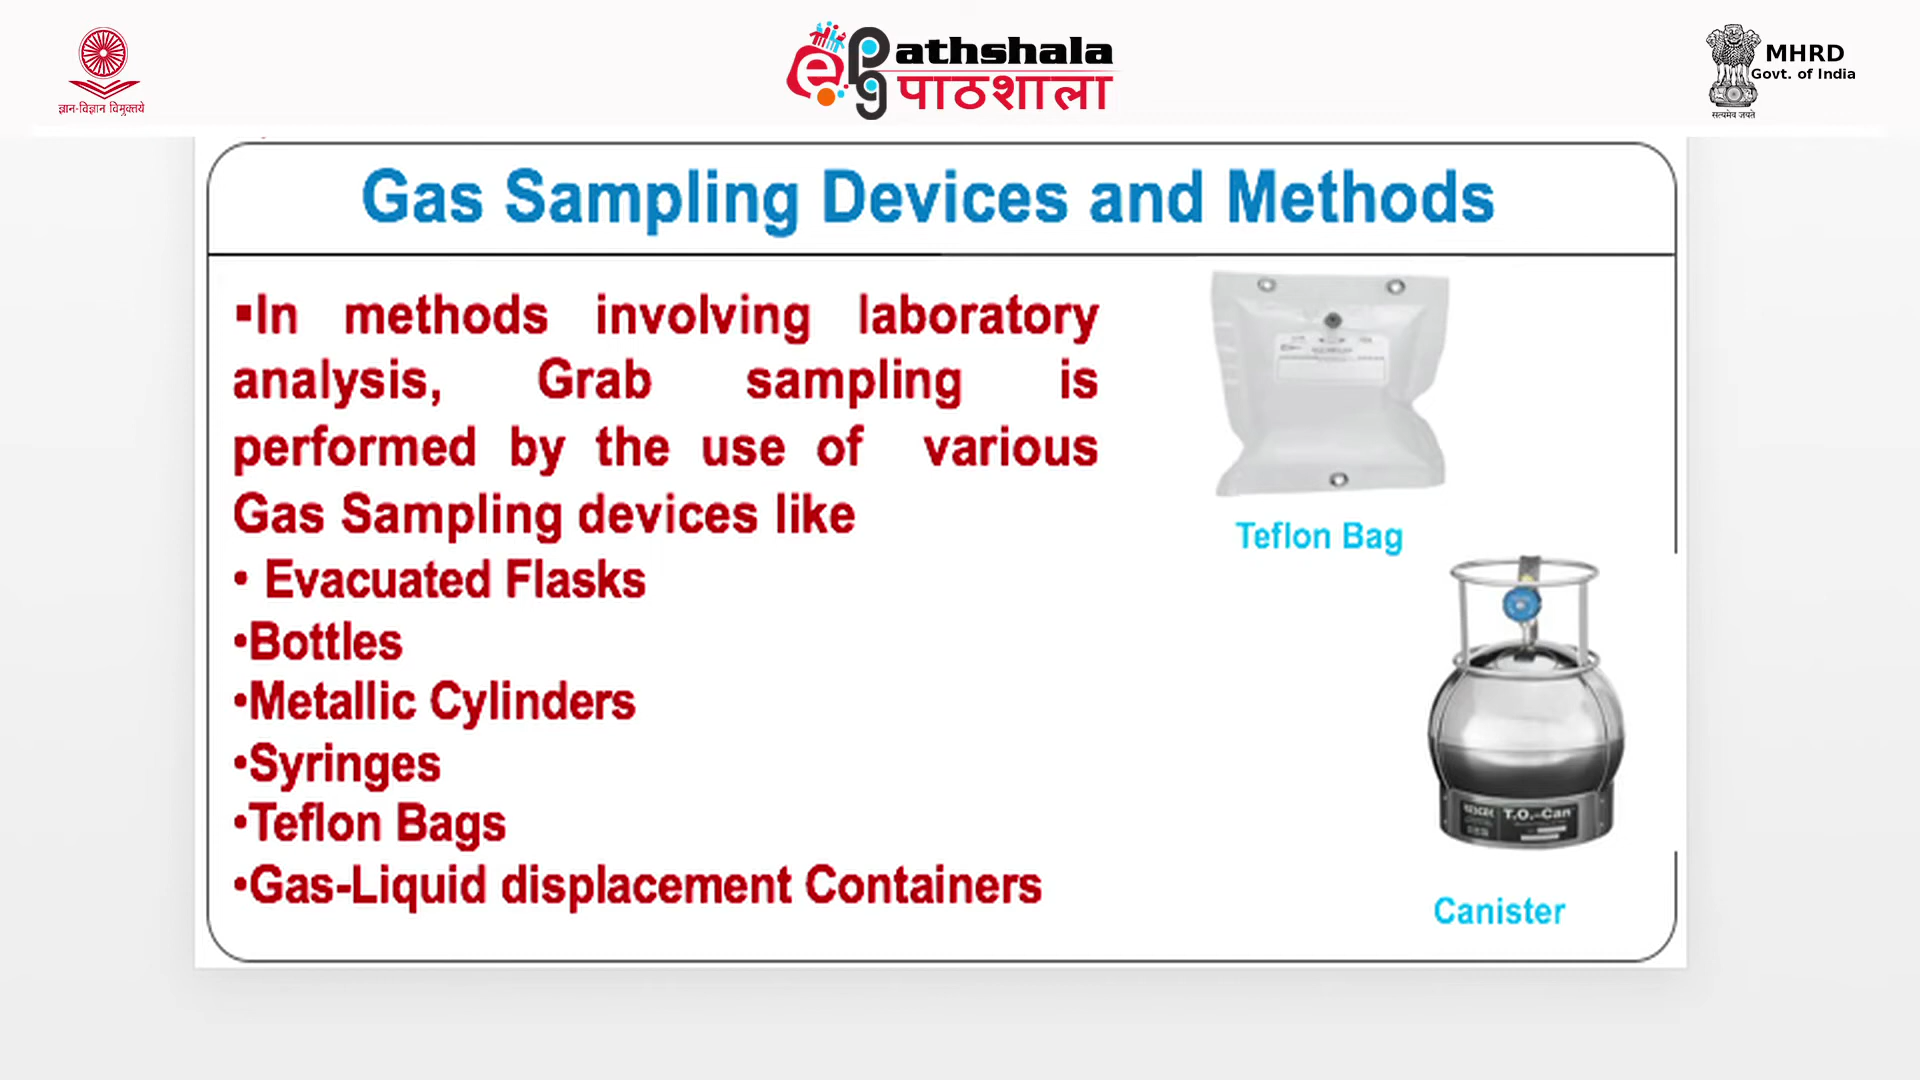 ज्ञान-विज्ञान विमुक्तये
Pathshala
पाठशाला
MHRD
Govt. of India
सत्यमेव जयते
Gas Sampling Devices and Methods
▪In methods involving laboratory
analysis, Grab sampling is
performed by the use of various
Gas Sampling devices like
• Evacuated Flasks
•Bottles
•Metallic Cylinders
•Syringes
•Teflon Bags
•Gas-Liquid displacement Containers
Teflon Bag
T.O.-Can
Canister